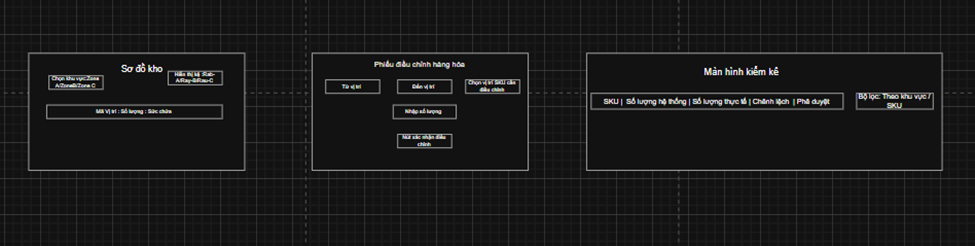 Sơ đồ kho
Chọn khu vực:Zone
A/ZoneB/Zone C
Hiển thị kệ :Rab-
A/Ray-B/Rau-C
Mã Vị trí : Số lượng : Sức chứa
Phiếu điều chỉnh hàng hóa
Từ vị trí
Đến vị trí
Chọn vị trí SKU cần
điều chỉnh
Nhập số lượng
Nút xác nhận điều
chỉnh
Màn hình kiểm kê
SKU | Số lượng hệ thống | Số lượng thực tế | Chênh lệch | Phê duyệt
Bộ lọc: Theo khu vực /
SKU